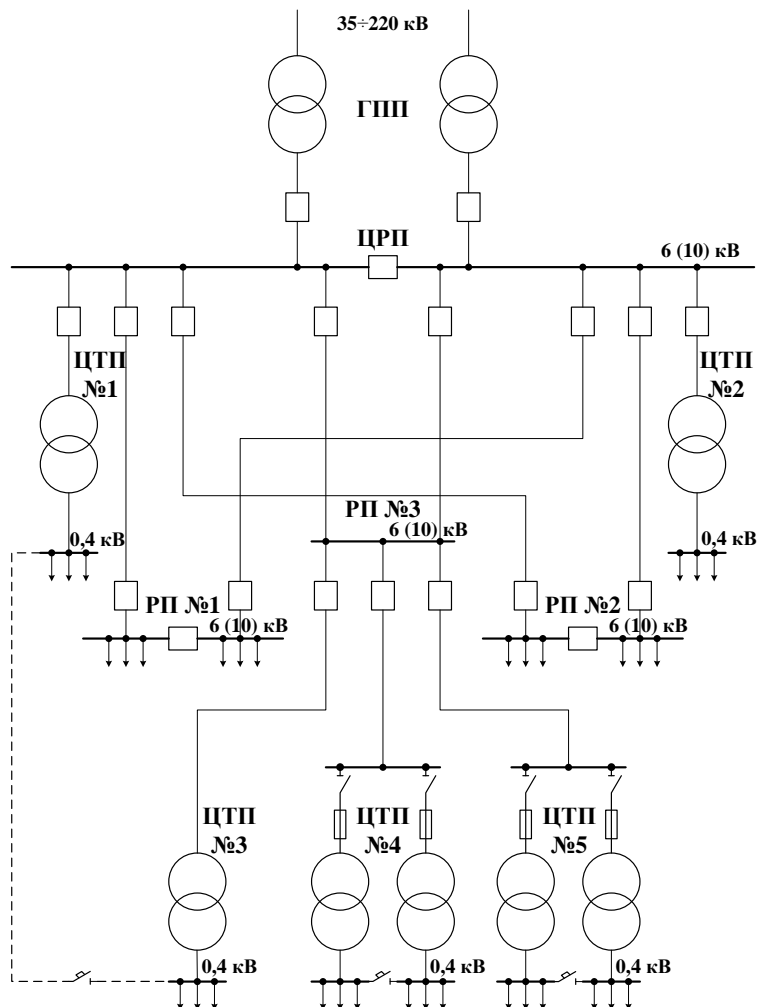 35÷220 кВ
ГПП
ЦРП
6 (10) кВ
ЦТП
№1
ЦТП
№2
РП №3
6 (10) кВ
0,4 кВ
0,4 кВ
РП №1
6 (10) кВ
РП №2
6 (10) кВ
ЦТП
№3
ЦТП
№4
ЦТП
№5
0,4 кВ
0,4 кВ
0,4 кВ